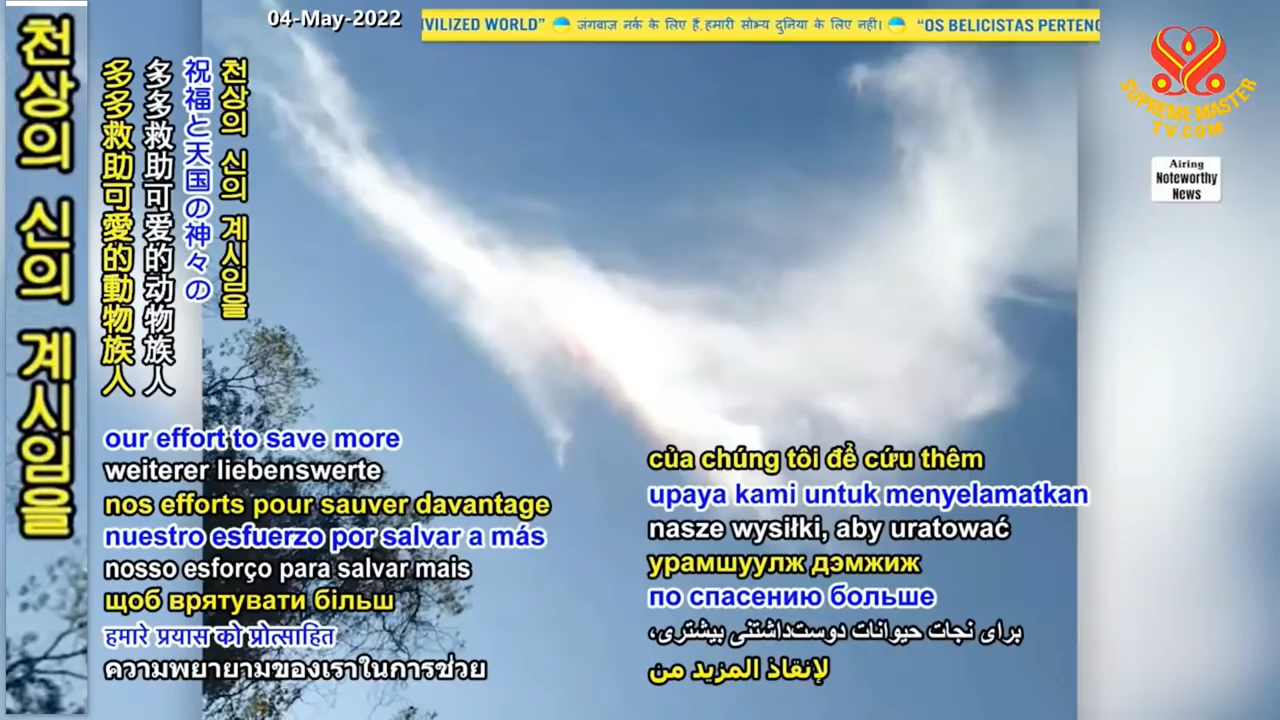 04-May-2022
IVILIZED WORLD” जंगबाज़ नर्क के लिए हैं, हमारी सोम्य दुनिया के लिए नहीं। “OS BELICISTAS PERTENC
SUPREME MASTER
TV.COM
Airing
Noteworthy
News
천상의 신의 계시임을
천상의 신의 계시임을
祝福と天国の神々の
多多救助可爱的动物族人
多多救助可愛的動物族人
our effort to save more
weiterer liebenswerte
nos efforts pour sauver davantage
nuestro esfuerzo por salvar a más
nosso esforço para salvar mais
щоб врятувати більш
हमारे प्रयास को प्रोत्साहित
ความพยายามของเราในการช่วย
của chúng tôi để cứu thêm
upaya kami untuk menyelamatkan
nasze wysiłki, aby uratować
урамшуулж дэмжиж
по спасению больше
برای نجات حیوانات دوست‌داشتنی بیشتری،
لإنقاذ المزيد من